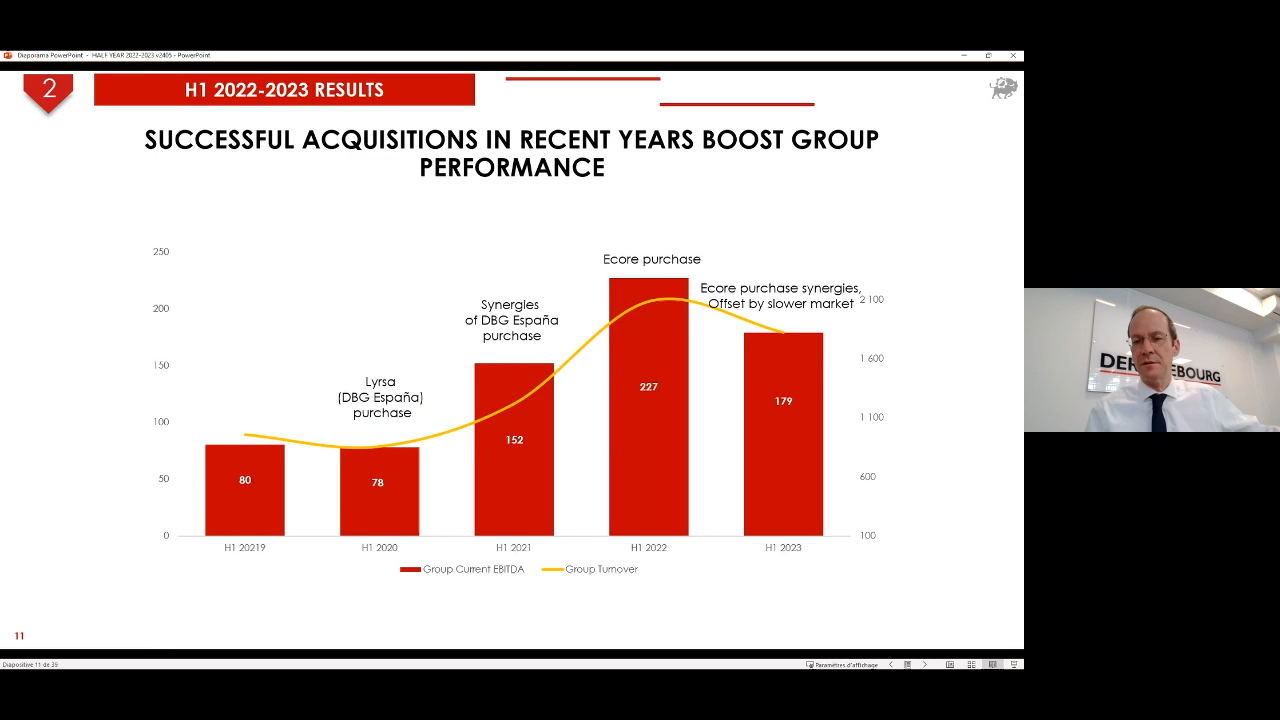 Diaporama PowerPoint - HALF YEAR 2022-2023 v2405 - PowerPoint
2
H1 2022-2023 RESULTS
SUCCESSFUL ACQUISITIONS IN RECENT YEARS BOOST GROUP
PERFORMANCE
250
200
150
100
50
0
Lyrsa
(DBG España)
purchase
Synergies
of DBG España
purchase
Ecore purchase
Ecore purchase synergies,
Offset by slower market
80
78
152
227
179
2 100
1 600
1 100
600
100
H1 20219
H1 2020
H1 2021
H1 2022
H1 2023
Group Current EBITDA
Group Turnover
11
Diapositive 11 de 39
Paramètres d'affichage